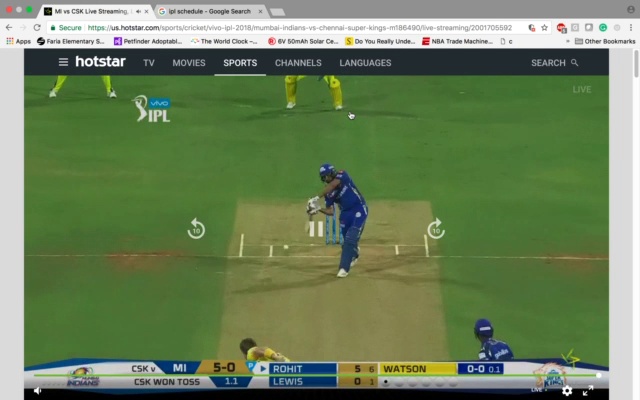 MI vs CSK Live Streaming,
ipl schedule - Google Search
Secure
https://us.hotstar.com/sports/cricket/vivo-ipl-2018/mumbai-indians-vs-chennai-super-kings-m186490/live-streaming/2001705592
Apps Faria Elementary S... Petfinder Adoptabl... The World Clock –... 6V 50mAh Solar Ce... Do You Really Unde... NBA Trade Machine... c Other Bookmarks
hotstar TV MOVIES SPORTS CHANNELS LANGUAGES SEARCH
LIVE
vivo
IPL
10 10
CSK v MI 5-0 P ROHIT 5 6 WATSON 0-0 0.1
CSK WON TOSS 1.1 LEWIS 0 1
INDIANS
LIVE